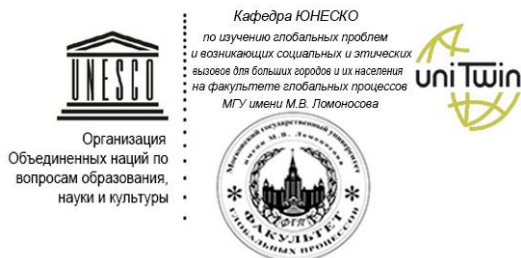 UNESCO
Организация
Объединенных наций по
вопросам образования,
науки и культуры
Кафедра ЮНЕСКО
по изучению глобальных проблем
и возникающих социальных и этических
вызовов для больших городов и их населения
на факультете глобальных процессов
МГУ имени М.В. Ломоносова
uniTwin
Московский государственный университет
имени М.В. Ломоносова
ФГП
ФАКУЛЬТЕТ
ГЛОБАЛЬНЫХ ПРОЦЕССОВ